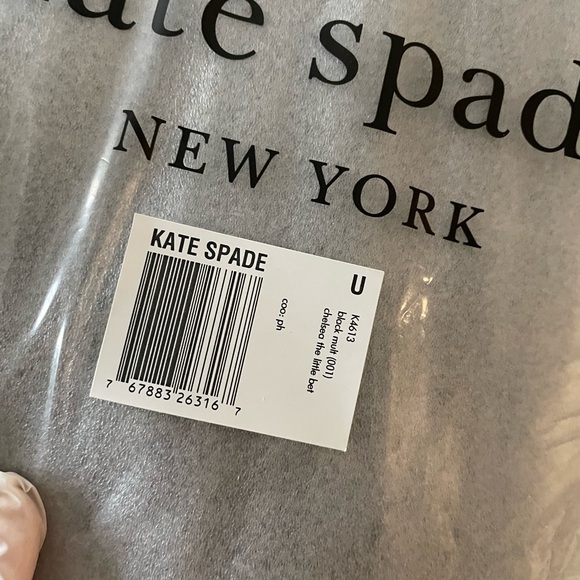 ate spad
NEW YORK
KATE SPADE
U
K4613
black mult (001)
chelsea the little bet
coo: ph
7 67883 26316 7